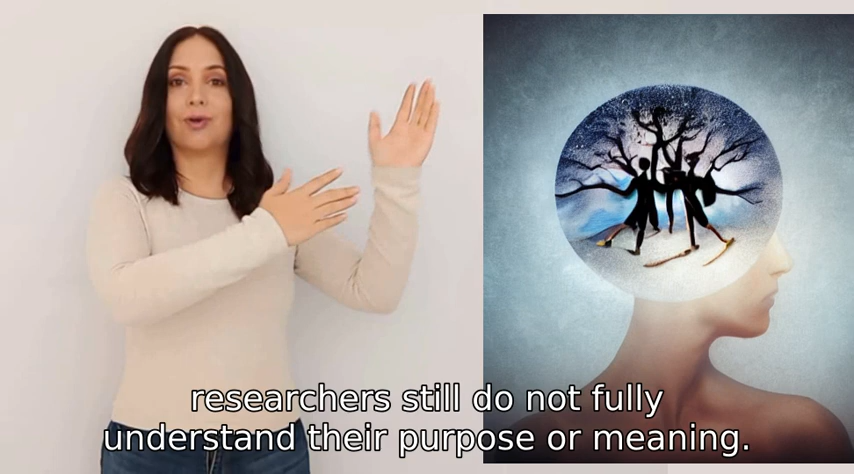 researchers still do not fully
understand their purpose or meaning.